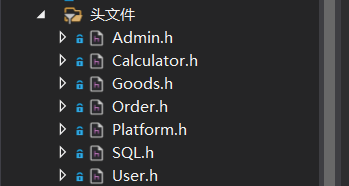 头文件
Admin.h
Calculator.h
Goods.h
Order.h
Platform.h
SQL.h
User.h